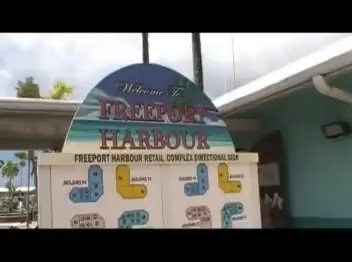 Welcome To
FREEPORT
HARBOUR
FREEPORT HARBOUR RETAIL COMPLEX DIRECTIONAL SIGN